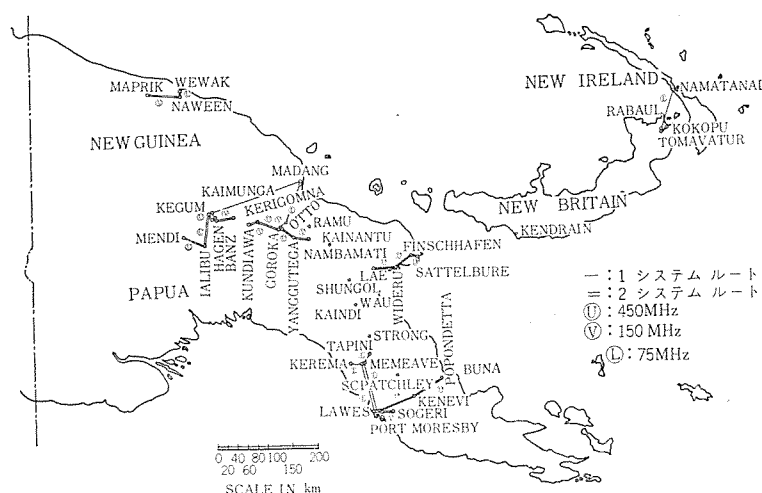 NEW IRELAND
NAMATANAI
RABAUL
KOKOPU
TOMAVATUR
MAPRIK
WEWAK
NAWEEN
NEW GUINEA
MADANG
KAIMUNGA
KERIGOMNA
KEGUM
OTTO
RAMU
MENDI
IALIBU
HAGEN
BANZ
KUNDIAWA
GOROKA
YANGGUTEGA
KAINANTU
NAMBAMATI
NEW BRITAIN
KENDRAIN
FINSCHHAFEN
LAE
SATTELBURE
WIDERU
SHUNGOL
WAU
KAINDI
PAPUA
STRONG
TAPINI
KEREMA
MEMEAVE
POPONDETTA
BUNA
SCPATCHLEY
KENEVI
LAWES
SOGERI
PORT MORESBY
─:1 システム ルート
═:2 システム ルート
Ⓤ:450MHz
Ⓥ:150 MHz
Ⓛ:75MHz
0 40 80 100 200
20 60 150
SCALE IN km